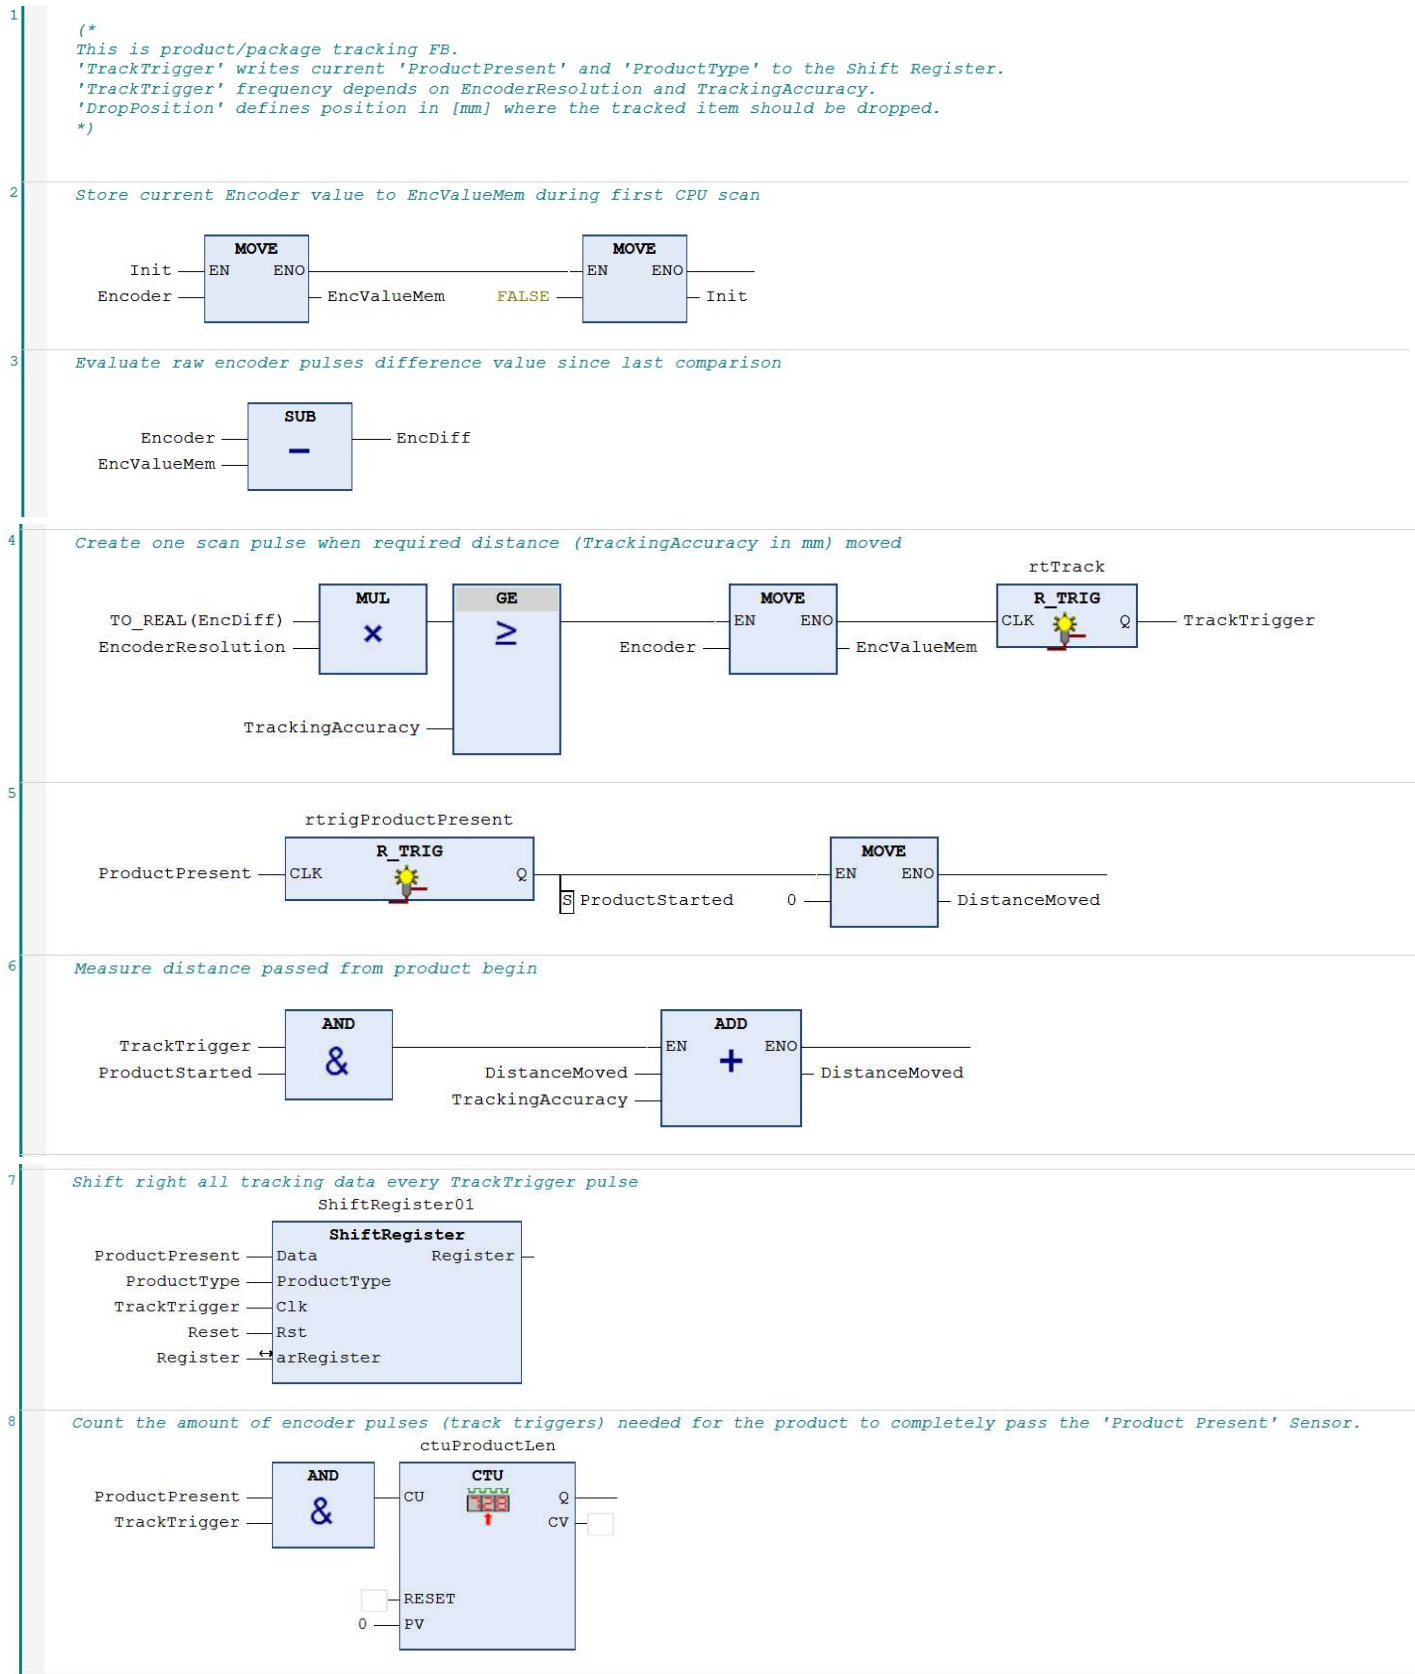 1
(*
This is product/package tracking FB.
'TrackTrigger' writes current 'ProductPresent' and 'ProductType' to the Shift Register.
'TrackTrigger' frequency depends on EncoderResolution and TrackingAccuracy.
'DropPosition' defines position in [mm] where the tracked item should be dropped.
*)
2
Store current Encoder value to EncValueMem during first CPU scan
MOVE MOVE
Init EN ENO EN ENO
Encoder EncValueMem FALSE Init
3
Evaluate raw encoder pulses difference value since last comparison
SUB
Encoder − EncDiff
EncValueMem
4
Create one scan pulse when required distance (TrackingAccuracy in mm) moved
rtTrack
MUL GE MOVE R_TRIG
TO_REAL(EncDiff) × ≥ EN ENO CLK Q TrackTrigger
EncoderResolution Encoder EncValueMem
TrackingAccuracy
5
rtrigProductPresent
R_TRIG MOVE
ProductPresent CLK Q EN ENO
S ProductStarted 0 DistanceMoved
6
Measure distance passed from product begin
AND ADD
TrackTrigger & EN + ENO
ProductStarted DistanceMoved DistanceMoved
TrackingAccuracy
7
Shift right all tracking data every TrackTrigger pulse
ShiftRegister01
ShiftRegister
ProductPresent Data Register
ProductType ProductType
TrackTrigger Clk
Reset Rst
Register arRegister
8
Count the amount of encoder pulses (track triggers) needed for the product to completely pass the 'Product Present' Sensor.
ctuProductLen
AND CTU
ProductPresent & CU 728 Q
TrackTrigger CV
RESET
0 PV